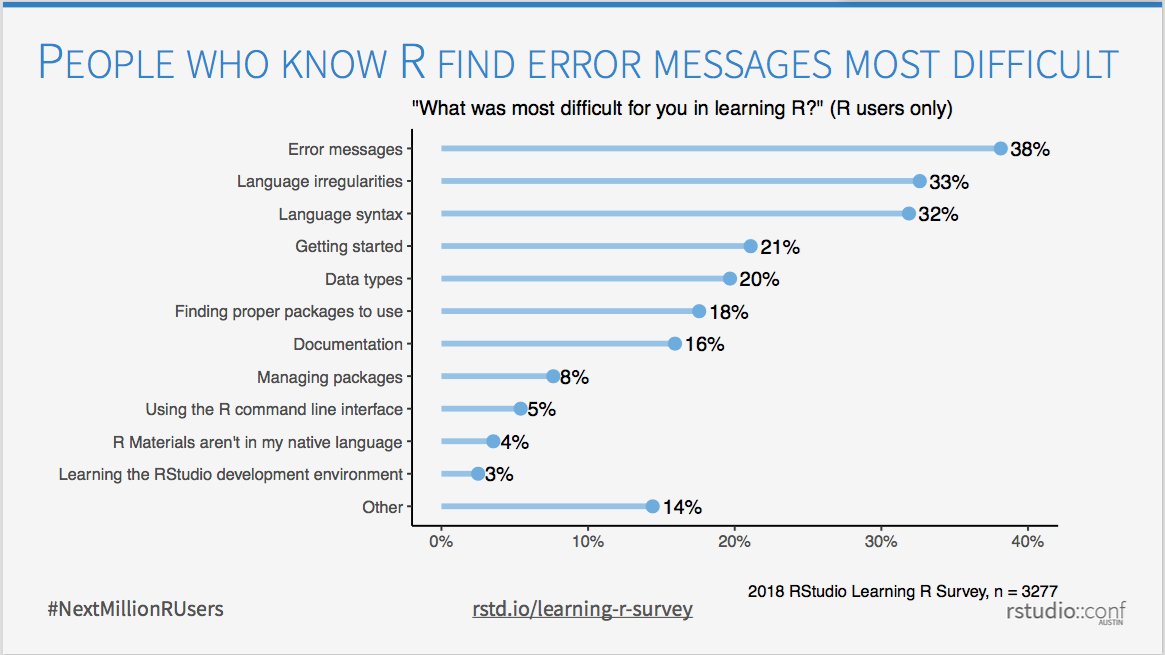 PEOPLE WHO KNOW R FIND ERROR MESSAGES MOST DIFFICULT
"What was most difficult for you in learning R?" (R users only)
Error messages 38%
Language irregularities 33%
Language syntax 32%
Getting started 21%
Data types 20%
Finding proper packages to use 18%
Documentation 16%
Managing packages 8%
Using the R command line interface 5%
R Materials aren't in my native language 4%
Learning the RStudio development environment 3%
Other 14%
0% 10% 20% 30% 40%
2018 RStudio Learning R Survey, n = 3277
#NextMillionRUsers rstd.io/learning-r-survey rstudio::conf
AUSTIN